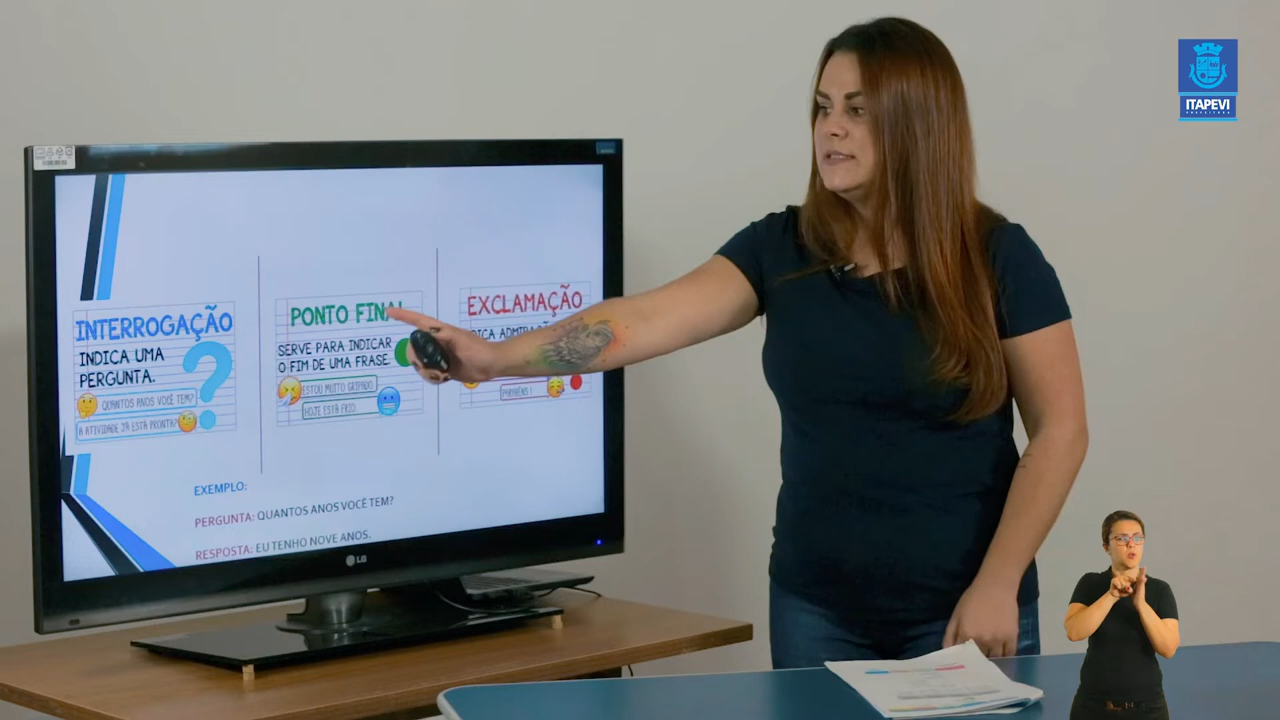 ITAPEVI
PREFEITURA
INTERROGAÇÃO
INDICA UMA
PERGUNTA.
?
QUANTOS ANOS VOCÊ TEM?
A ATIVIDADE JÁ ESTÁ PRONTA?
PONTO FINAL
SERVE PARA INDICAR
O FIM DE UMA FRASE.
ESTOU MUITO GRIPADO.
HOJE ESTÁ FRIO.
EXCLAMAÇÃO
PARABÉNS!
EXEMPLO:
PERGUNTA: QUANTOS ANOS VOCÊ TEM?
RESPOSTA: EU TENHO NOVE ANOS.
LG